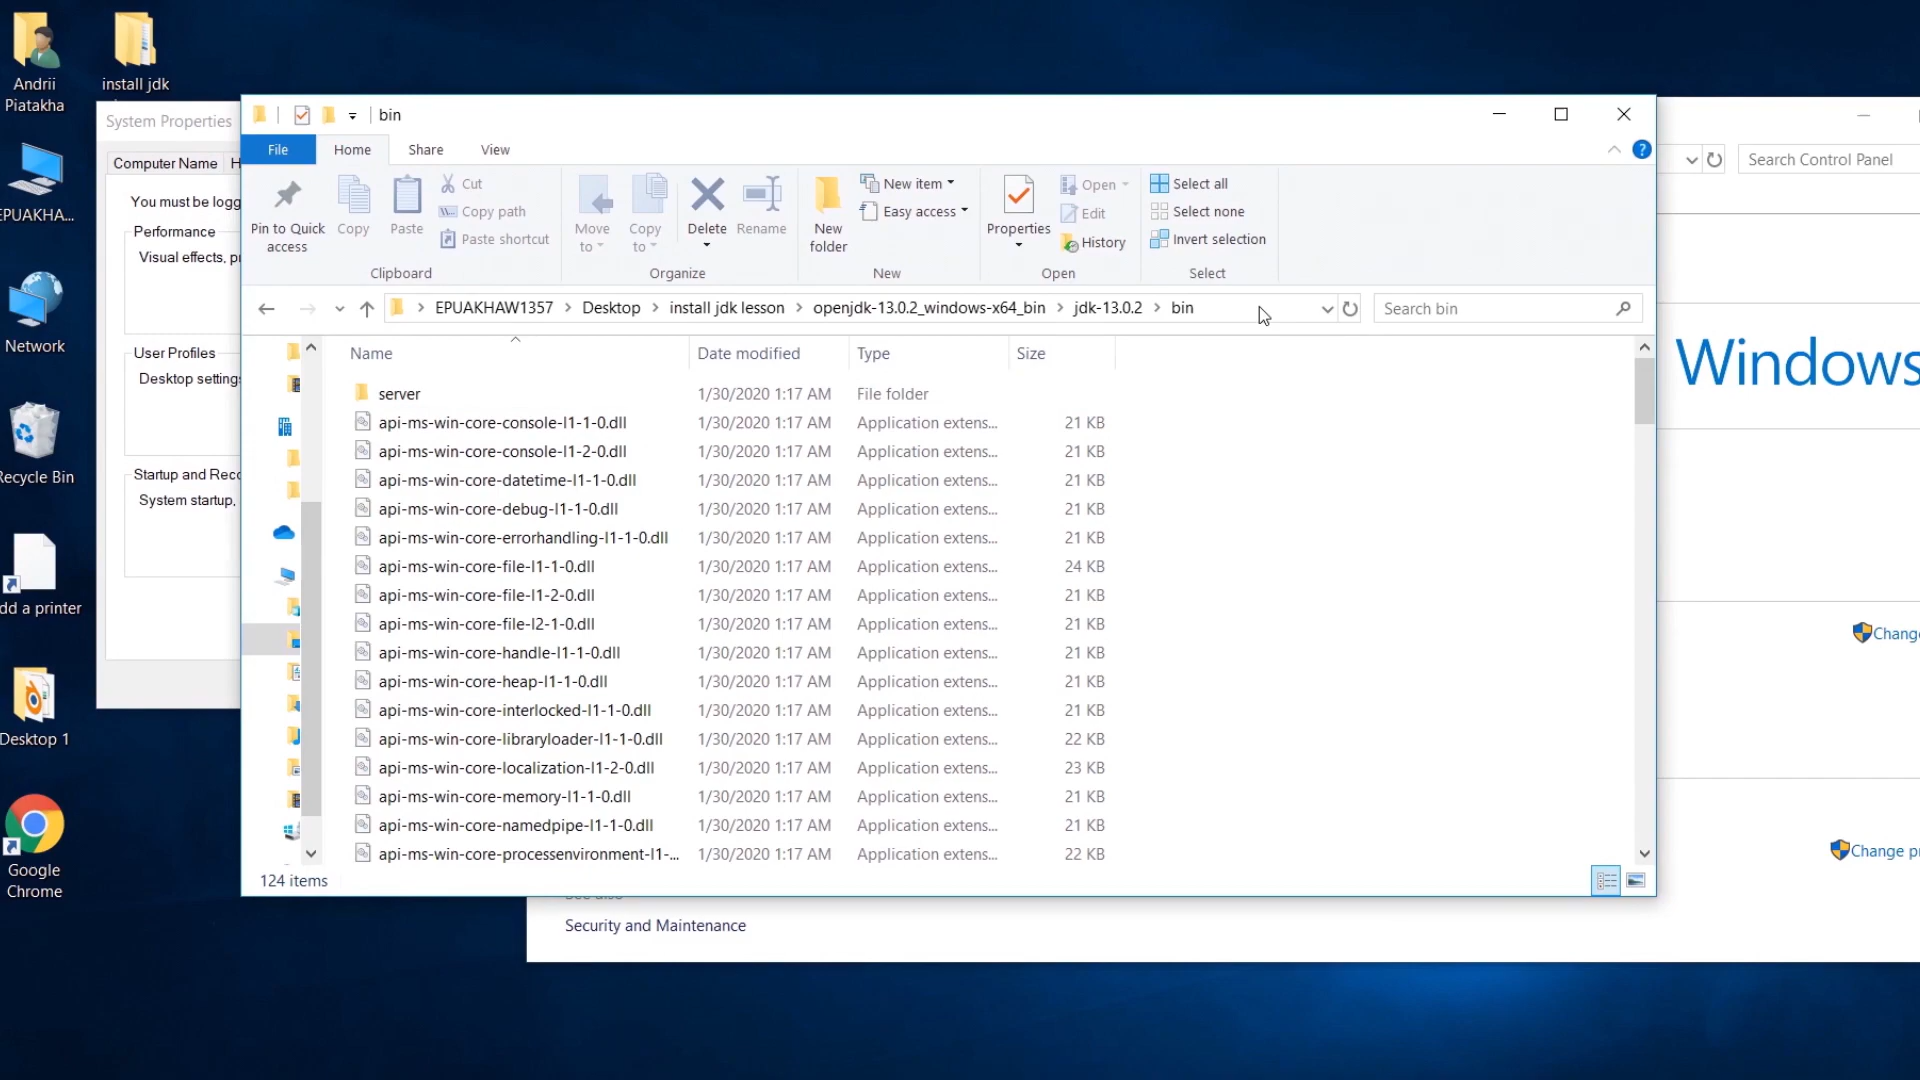 Andrii
Piatakha
install jdk
EPUAKHA...
Network
Recycle Bin
dd a printer
Desktop 1
Google
Chrome
System Properties
Computer Name H
You must be logg
Performance
Visual effects, pr
User Profiles
Desktop settings
Startup and Reco
System startup,
bin
File Home Share View
Pin to Quick
access
Copy
Paste
Cut
Copy path
Paste shortcut
Clipboard
Move
to
Copy
to
Delete
Rename
Organize
New
folder
New item
Easy access
New
Properties
Open
Edit
History
Open
Select all
Select none
Invert selection
Select
EPUAKHAW1357 > Desktop > install jdk lesson > openjdk-13.0.2_windows-x64_bin > jdk-13.0.2 > bin
Search bin
Name Date modified Type Size
server 1/30/2020 1:17 AM File folder
api-ms-win-core-console-l1-1-0.dll 1/30/2020 1:17 AM Application extens... 21 KB
api-ms-win-core-console-l1-2-0.dll 1/30/2020 1:17 AM Application extens... 21 KB
api-ms-win-core-datetime-l1-1-0.dll 1/30/2020 1:17 AM Application extens... 21 KB
api-ms-win-core-debug-l1-1-0.dll 1/30/2020 1:17 AM Application extens... 21 KB
api-ms-win-core-errorhandling-l1-1-0.dll 1/30/2020 1:17 AM Application extens... 21 KB
api-ms-win-core-file-l1-1-0.dll 1/30/2020 1:17 AM Application extens... 24 KB
api-ms-win-core-file-l1-2-0.dll 1/30/2020 1:17 AM Application extens... 21 KB
api-ms-win-core-file-l2-1-0.dll 1/30/2020 1:17 AM Application extens... 21 KB
api-ms-win-core-handle-l1-1-0.dll 1/30/2020 1:17 AM Application extens... 21 KB
api-ms-win-core-heap-l1-1-0.dll 1/30/2020 1:17 AM Application extens... 21 KB
api-ms-win-core-interlocked-l1-1-0.dll 1/30/2020 1:17 AM Application extens... 21 KB
api-ms-win-core-libraryloader-l1-1-0.dll 1/30/2020 1:17 AM Application extens... 22 KB
api-ms-win-core-localization-l1-2-0.dll 1/30/2020 1:17 AM Application extens... 23 KB
api-ms-win-core-memory-l1-1-0.dll 1/30/2020 1:17 AM Application extens... 21 KB
api-ms-win-core-namedpipe-l1-1-0.dll 1/30/2020 1:17 AM Application extens... 21 KB
api-ms-win-core-processenvironment-l1-... 1/30/2020 1:17 AM Application extens... 22 KB
124 items
Search Control Panel
Windows
Change
Change pr
See also
Security and Maintenance